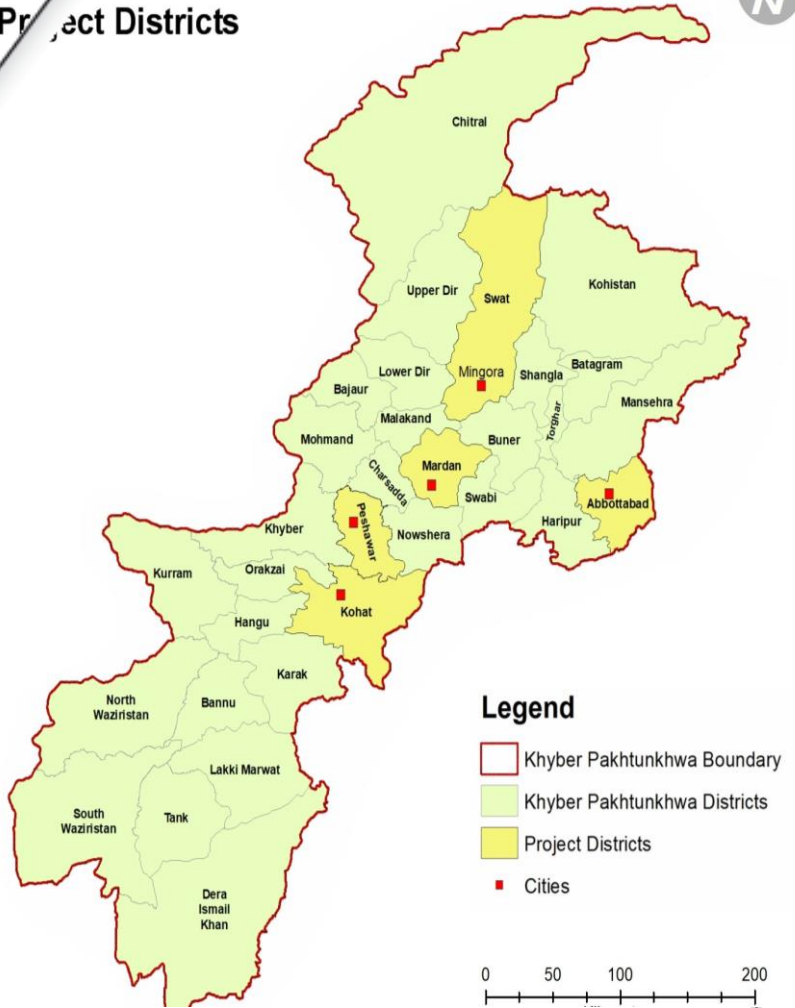 Project Districts
N
Chitral
Kohistan
Upper Dir
Swat
Batagram
Lower Dir
Mingora
Shangla
Bajaur
Mansehra
Malakand
Torghar
Mohmand
Buner
Mardan
Charsadda
Swabi
Abbottabad
Haripur
Khyber
Peshawar
Nowshera
Orakzai
Kurram
Kohat
Hangu
Karak
North
Waziristan
Bannu
Lakki Marwat
South
Waziristan
Tank
Dera
Ismail
Khan
Legend
Khyber Pakhtunkhwa Boundary
Khyber Pakhtunkhwa Districts
Project Districts
Cities
0 50 100 200